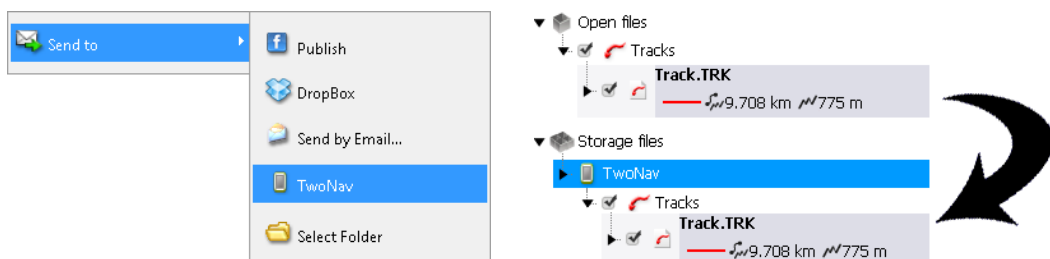 Send to
Publish
DropBox
Send by Email...
TwoNav
Select Folder
Open files
Tracks
Track.TRK
9.708 km 775 m
Storage files
TwoNav
Tracks
Track.TRK
9.708 km 775 m